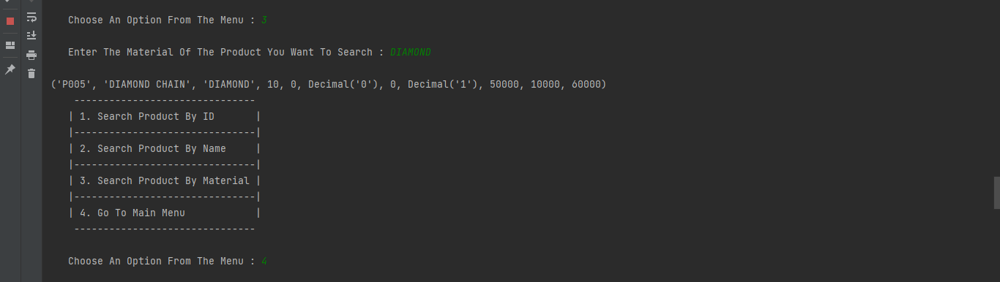 Choose An Option From The Menu : 3
Enter The Material Of The Product You Want To Search : DIAMOND
('P005', 'DIAMOND CHAIN', 'DIAMOND', 10, 0, Decimal('0'), 0, Decimal('1'), 50000, 10000, 60000)
-------------------------------
| 1. Search Product By ID       |
|-------------------------------|
| 2. Search Product By Name     |
|-------------------------------|
| 3. Search Product By Material |
|-------------------------------|
| 4. Go To Main Menu            |
-------------------------------
Choose An Option From The Menu : 4